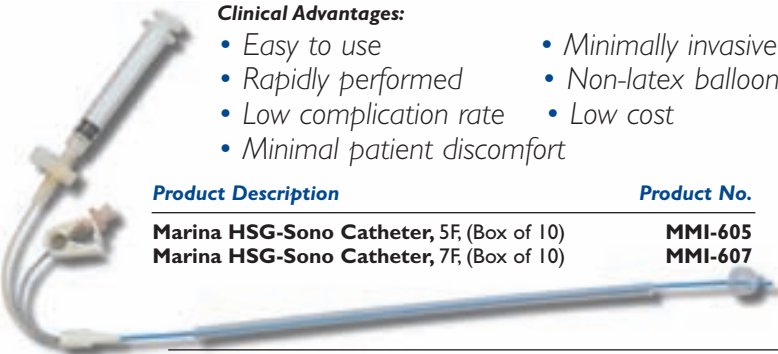 Clinical Advantages:
• Easy to use • Minimally invasive
• Rapidly performed • Non-latex balloon
• Low complication rate • Low cost
• Minimal patient discomfort
Product Description Product No.
Marina HSG-Sono Catheter, 5F, (Box of 10) MMI-605
Marina HSG-Sono Catheter, 7F, (Box of 10) MMI-607